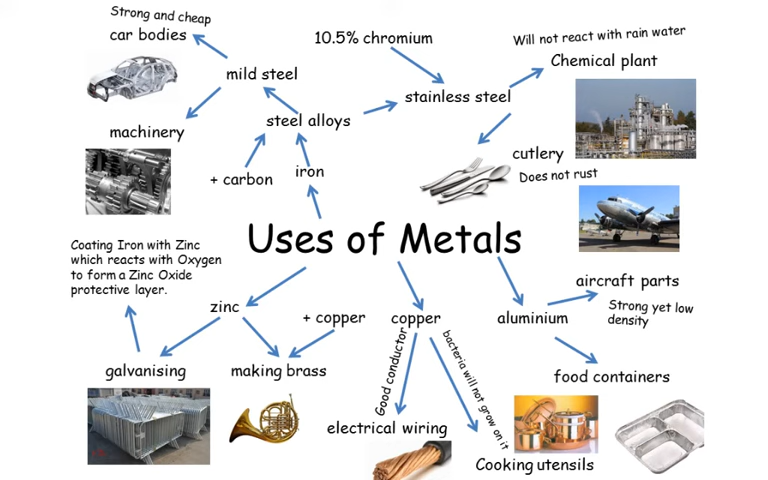 Strong and cheap
car bodies
10.5% chromium
Will not react with rain water
Chemical plant
mild steel
stainless steel
machinery
steel alloys
cutlery
Does not rust
+ carbon
iron
Uses of Metals
Coating Iron with Zinc
which reacts with Oxygen
to form a Zinc Oxide
protective layer.
aircraft parts
Strong yet low
density
zinc
+ copper
copper
aluminium
galvanising
making brass
Good conductor
bacteria will not grow on it
food containers
electrical wiring
Cooking utensils